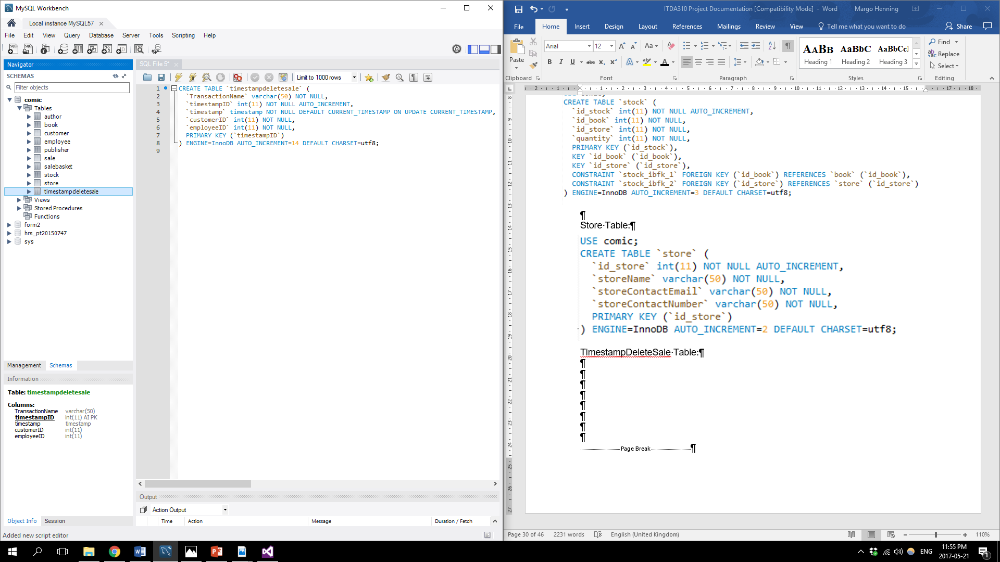 MySQL Workbench
Local instance MySQL57
File Edit View Query Database Server Tools Scripting Help
Navigator
SCHEMAS
Filter objects
comic
Tables
author
book
customer
employee
publisher
sale
salebasket
stock
store
timestampdeletesale
Views
Stored Procedures
Functions
form2
hrs_pt20150747
sys
Management Schemas
Information
Table: timestampdeletesale
Columns:
TransactionName varchar(50)
timestampID int(11) AI PK
timestamp timestamp
customerID int(11)
employeeID int(11)
Object Info Session
Added new script editor
SQL File 5*
Limit to 1000 rows
1 CREATE TABLE `timestampdeletesale` (
2 `TransactionName` varchar(50) NOT NULL,
3 `timestampID` int(11) NOT NULL AUTO_INCREMENT,
4 `timestamp` timestamp NOT NULL DEFAULT CURRENT_TIMESTAMP ON UPDATE CURRENT_TIMESTAMP,
5 `customerID` int(11) NOT NULL,
6 `employeeID` int(11) NOT NULL,
7 PRIMARY KEY (`timestampID`)
8 ) ENGINE=InnoDB AUTO_INCREMENT=14 DEFAULT CHARSET=utf8;
9
Output
Action Output
Time Action Message Duration / Fetch
ITDA310 Project Documentation [Compatibility Mode] - Word Margo Henning
File Home Insert Design Layout References Mailings Review View Tell me what you want to do Share
Paste
Clipboard
Arial 12
Font
Paragraph
AaBb AaBbC AaBbCcI
Heading 1 Heading 2 Heading 3
Styles
Find
Replace
Select
Editing
CREATE TABLE `stock` (
`id_stock` int(11) NOT NULL AUTO_INCREMENT,
`id_book` int(11) NOT NULL,
`id_store` int(11) NOT NULL,
`quantity` int(11) NOT NULL,
PRIMARY KEY (`id_stock`),
KEY `id_book` (`id_book`),
KEY `id_store` (`id_store`),
CONSTRAINT `stock_ibfk_1` FOREIGN KEY (`id_book`) REFERENCES `book` (`id_book`),
CONSTRAINT `stock_ibfk_2` FOREIGN KEY (`id_store`) REFERENCES `store` (`id_store`)
) ENGINE=InnoDB AUTO_INCREMENT=3 DEFAULT CHARSET=utf8;
¶
Store·Table:¶
USE comic;
CREATE TABLE `store` (
`id_store` int(11) NOT NULL AUTO_INCREMENT,
`storeName` varchar(50) NOT NULL,
`storeContactEmail` varchar(50) NOT NULL,
`storeContactNumber` varchar(50) NOT NULL,
PRIMARY KEY (`id_store`)
) ENGINE=InnoDB AUTO_INCREMENT=2 DEFAULT CHARSET=utf8;
TimestampDeleteSale·Table:¶
¶
¶
¶
¶
¶
¶
¶
¶
Page Break ¶
Page 30 of 46 2231 words English (United Kingdom) 110%
ENG 11:55 PM
2017-05-21